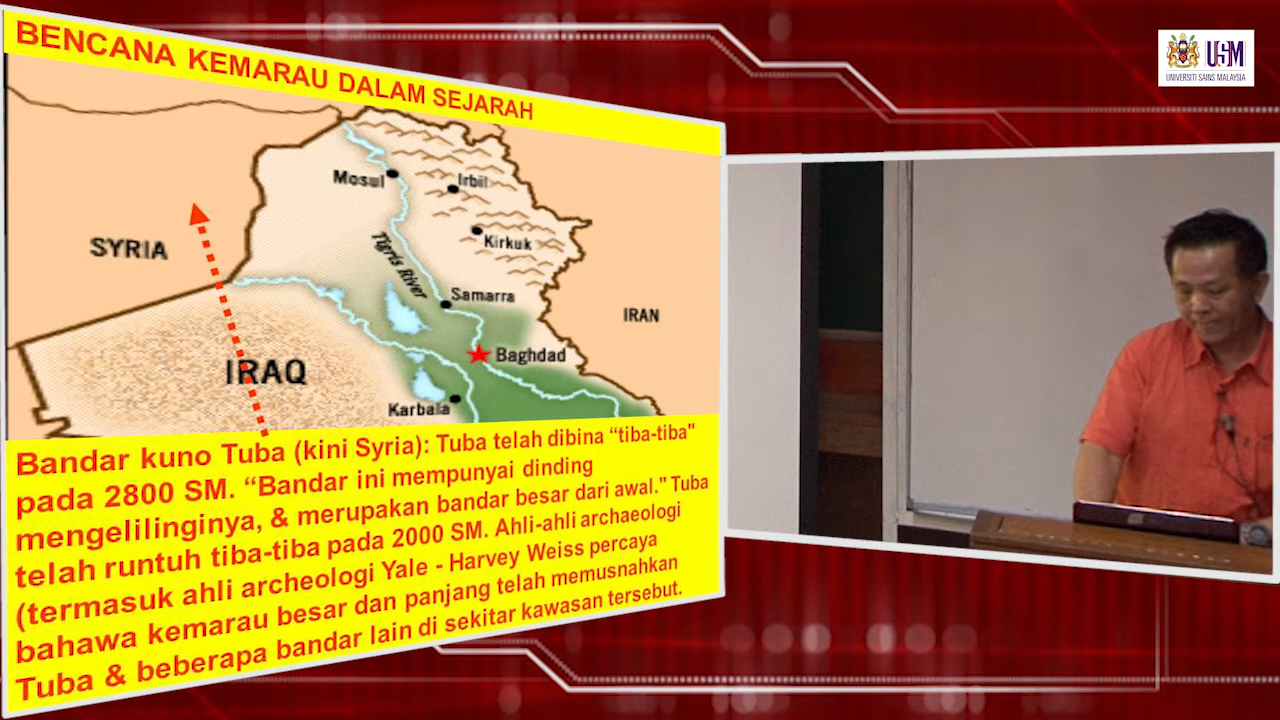 BENCANA KEMARAU DALAM SEJARAH
USM
UNIVERSITI SAINS MALAYSIA
Mosul
Irbil
Kirkuk
SYRIA
Tigris River
Samarra
IRAN
Baghdad
IRAQ
Karbala
Bandar kuno Tuba (kini Syria): Tuba telah dibina “tiba-tiba"
pada 2800 SM. “Bandar ini mempunyai dinding
mengelilinginya, & merupakan bandar besar dari awal." Tuba
telah runtuh tiba-tiba pada 2000 SM. Ahli-ahli archaeologi
(termasuk ahli archeologi Yale - Harvey Weiss percaya
bahawa kemarau besar dan panjang telah memusnahkan
Tuba & beberapa bandar lain di sekitar kawasan tersebut.